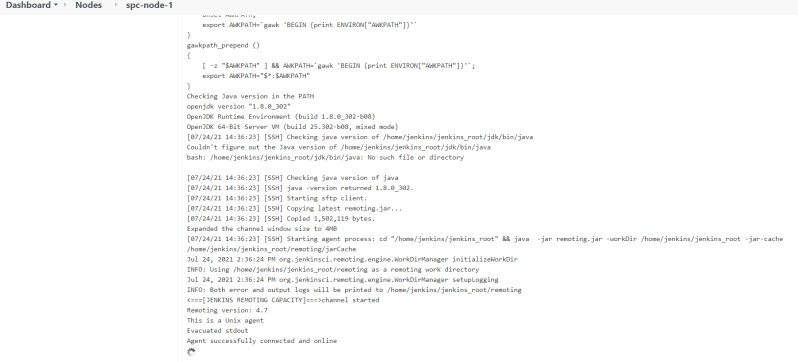 Dashboard
Nodes
spc-node-1
export AWKPATH=`gawk 'BEGIN {print ENVIRON["AWKPATH"]}'`
}
gawkpath_prepend ()
{
[ -z "$AWKPATH" ] && AWKPATH=`gawk 'BEGIN {print ENVIRON["AWKPATH"]}'`;
export AWKPATH="$*:$AWKPATH"
}
Checking Java version in the PATH
openjdk version "1.8.0_302"
OpenJDK Runtime Environment (build 1.8.0_302-b08)
OpenJDK 64-Bit Server VM (build 25.302-b08, mixed mode)
[07/24/21 14:36:23] [SSH] Checking java version of /home/jenkins/jenkins_root/jdk/bin/java
Couldn't figure out the Java version of /home/jenkins/jenkins_root/jdk/bin/java
bash: /home/jenkins/jenkins_root/jdk/bin/java: No such file or directory
[07/24/21 14:36:23] [SSH] Checking java version of java
[07/24/21 14:36:23] [SSH] java -version returned 1.8.0_302.
[07/24/21 14:36:23] [SSH] Starting sftp client.
[07/24/21 14:36:23] [SSH] Copying latest remoting.jar...
[07/24/21 14:36:23] [SSH] Copied 1,502,119 bytes.
Expanded the channel window size to 4MB
[07/24/21 14:36:23] [SSH] Starting agent process: cd "/home/jenkins/jenkins_root" && java -jar remoting.jar -workDir /home/jenkins/jenkins_root -jar-cache
/home/jenkins/jenkins_root/remoting/jarCache
Jul 24, 2021 2:36:24 PM org.jenkinsci.remoting.engine.WorkDirManager initializeWorkDir
INFO: Using /home/jenkins/jenkins_root/remoting as a remoting work directory
Jul 24, 2021 2:36:24 PM org.jenkinsci.remoting.engine.WorkDirManager setupLogging
INFO: Both error and output logs will be printed to /home/jenkins/jenkins_root/remoting
<===[JENKINS REMOTING CAPACITY]===>channel started
Remoting version: 4.7
This is a Unix agent
Evacuated stdout
Agent successfully connected and online